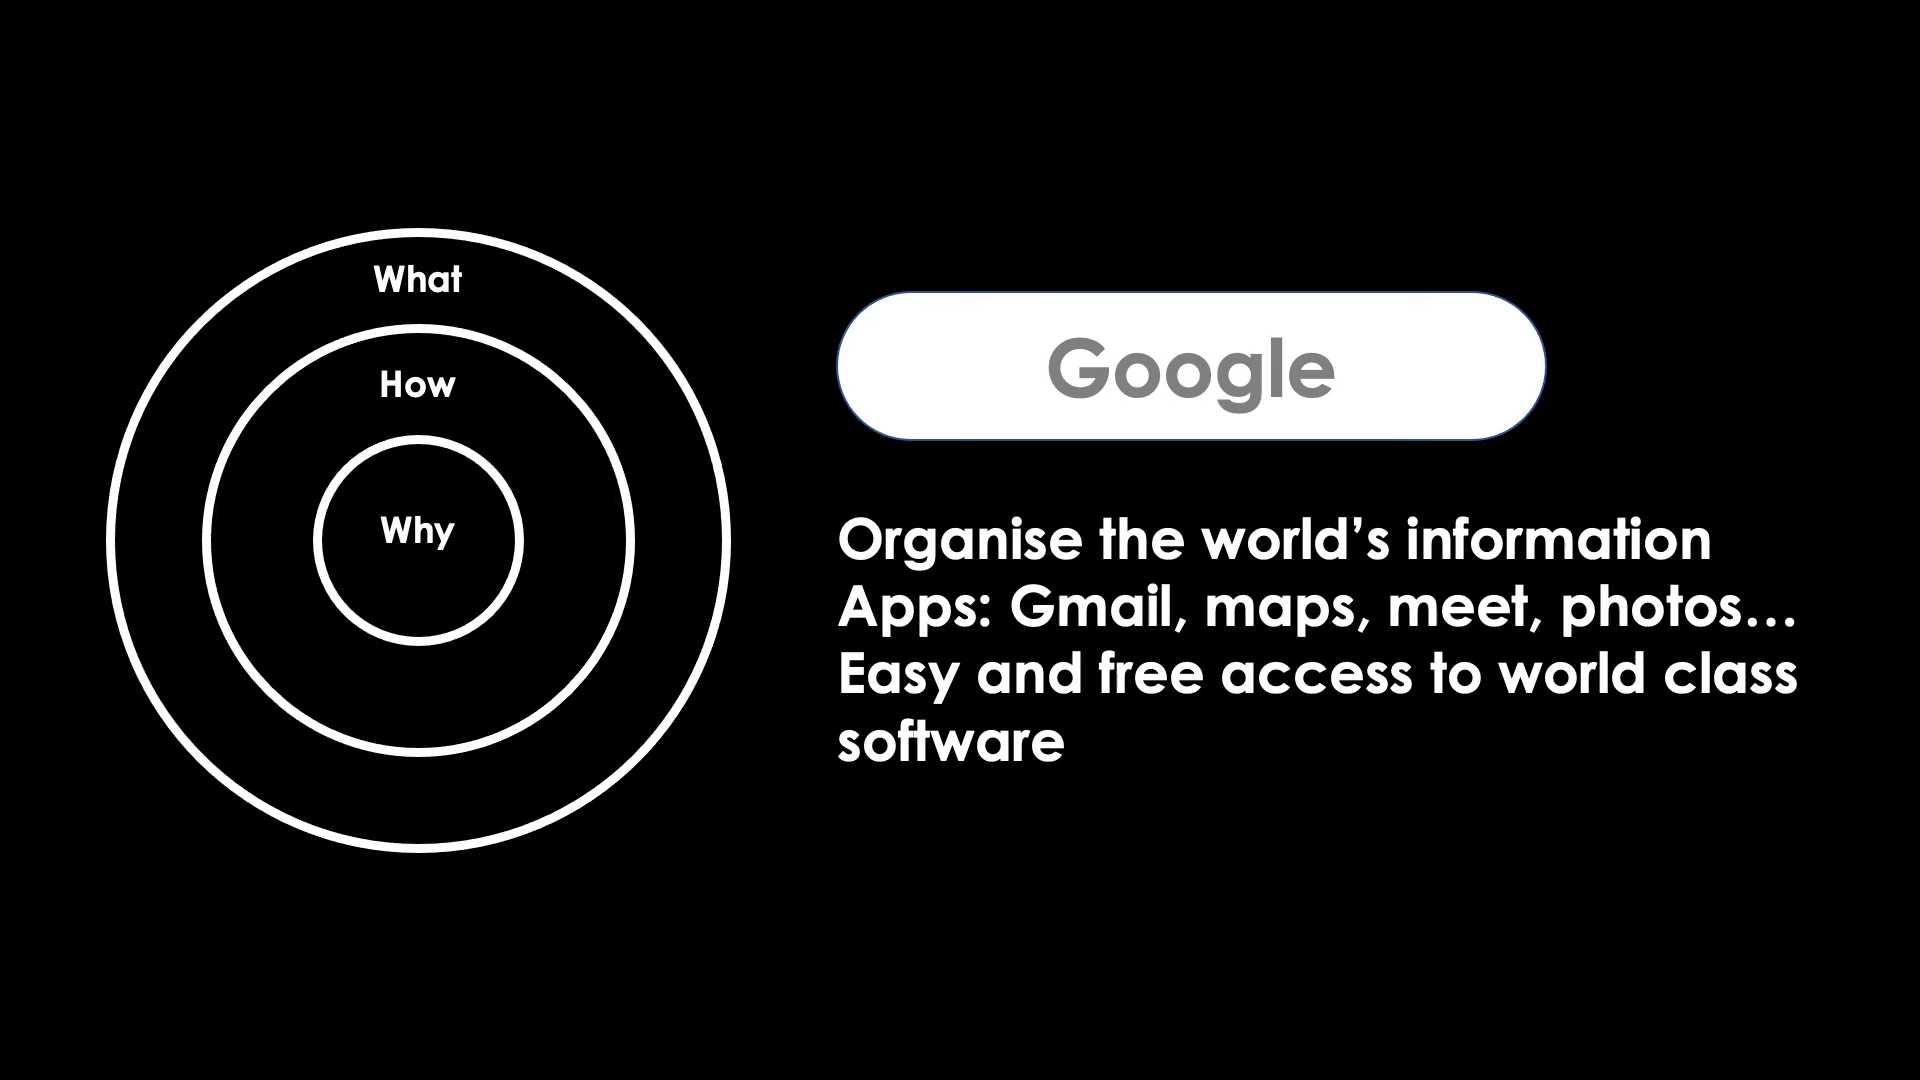 What
How
Why
Google
Organise the world’s information
Apps: Gmail, maps, meet, photos…
Easy and free access to world class
software